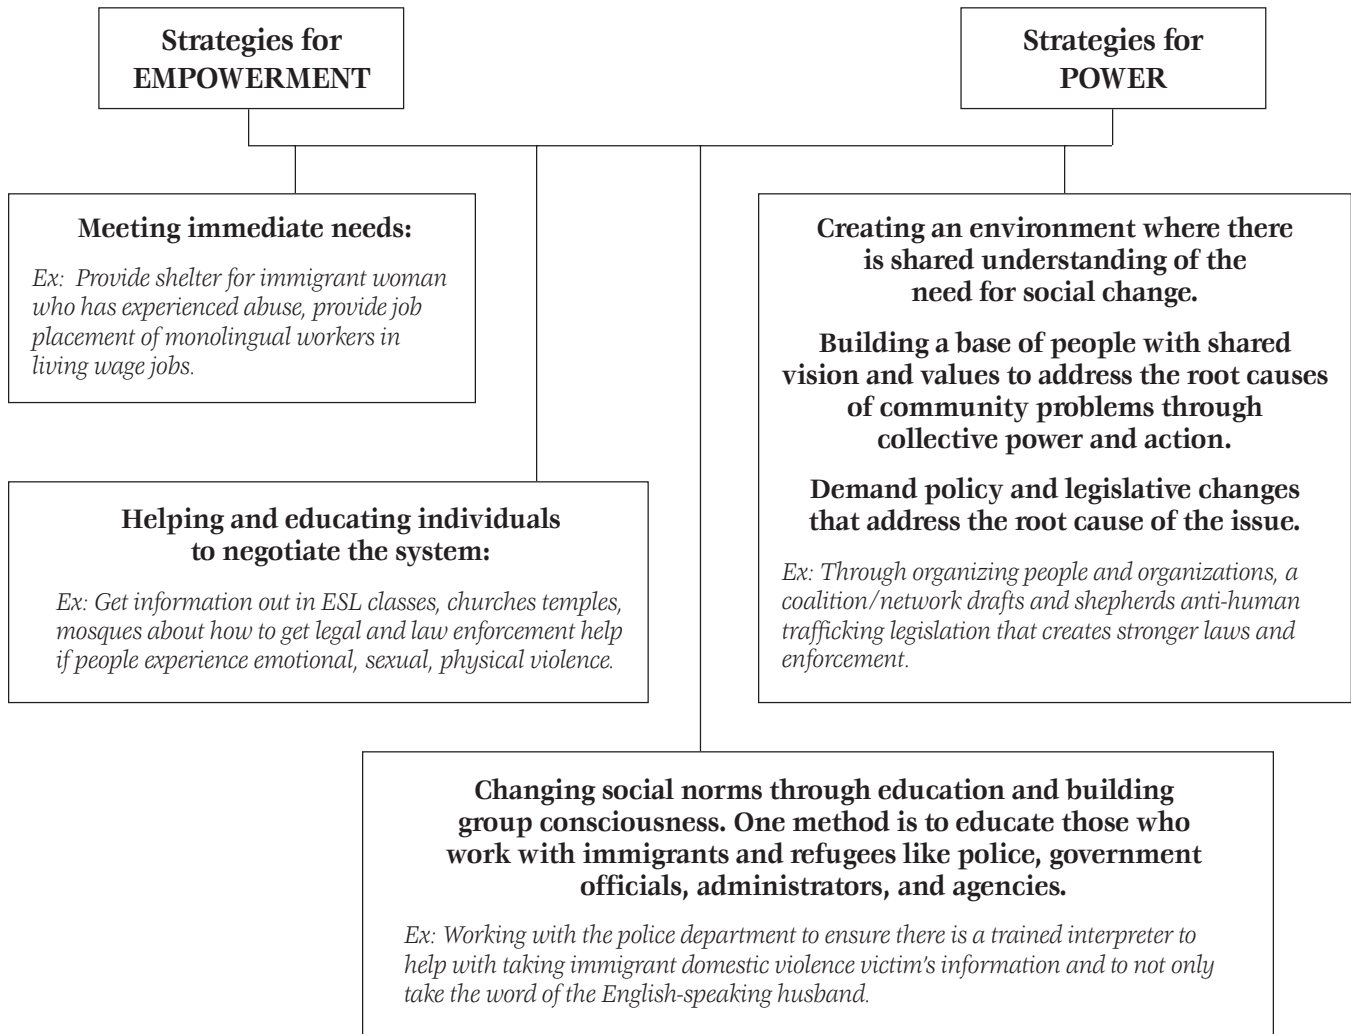 Strategies for
EMPOWERMENT
Strategies for
POWER
Meeting immediate needs:
Ex:  Provide shelter for immigrant woman
who has experienced abuse, provide job
placement of monolingual workers in
living wage jobs.
Helping and educating individuals
to negotiate the system:
Ex: Get information out in ESL classes, churches temples,
mosques about how to get legal and law enforcement help
if people experience emotional, sexual, physical violence.
Creating an environment where there
is shared understanding of the
need for social change.
Building a base of people with shared
vision and values to address the root causes
of community problems through
collective power and action.
Demand policy and legislative changes
that address the root cause of the issue.
Ex: Through organizing people and organizations, a
coalition/network drafts and shepherds anti-human
trafficking legislation that creates stronger laws and
enforcement.
Changing social norms through education and building
group consciousness. One method is to educate those who
work with immigrants and refugees like police, government
officials, administrators, and agencies.
Ex: Working with the police department to ensure there is a trained interpreter to
help with taking immigrant domestic violence victim's information and to not only
take the word of the English-speaking husband.